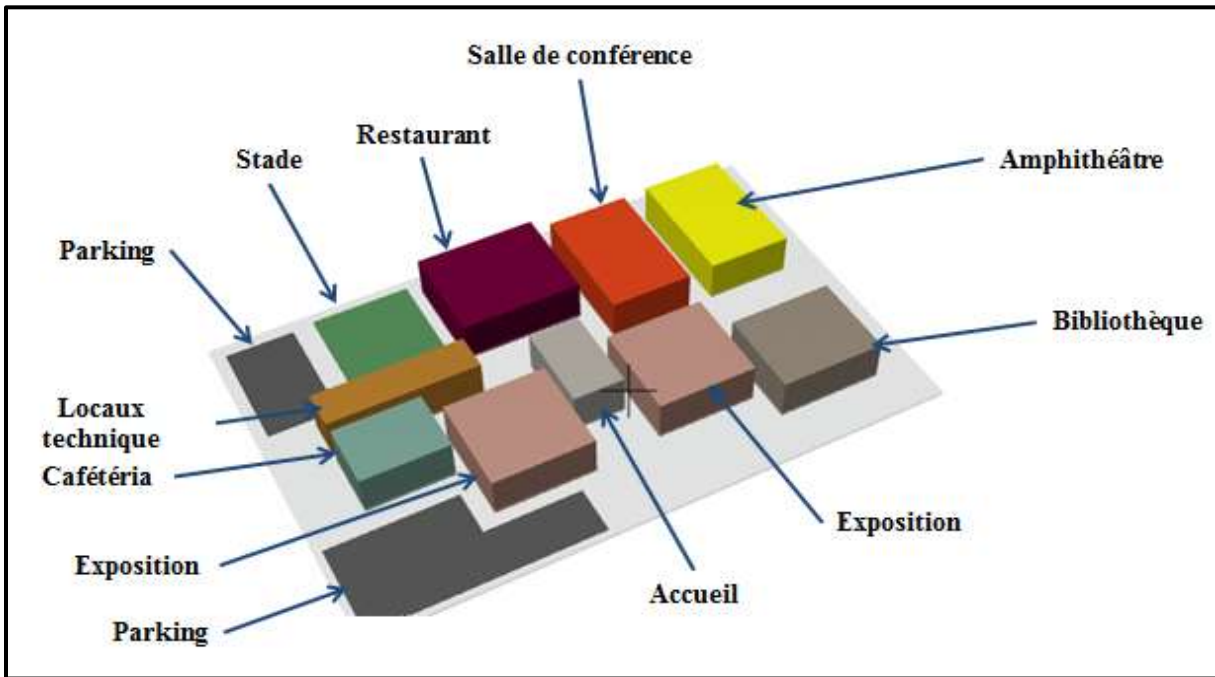 Salle de conférence
Restaurant
Stade
Amphithéâtre
Parking
Bibliothèque
Locaux
technique
Cafétéria
Exposition
Exposition
Accueil
Parking